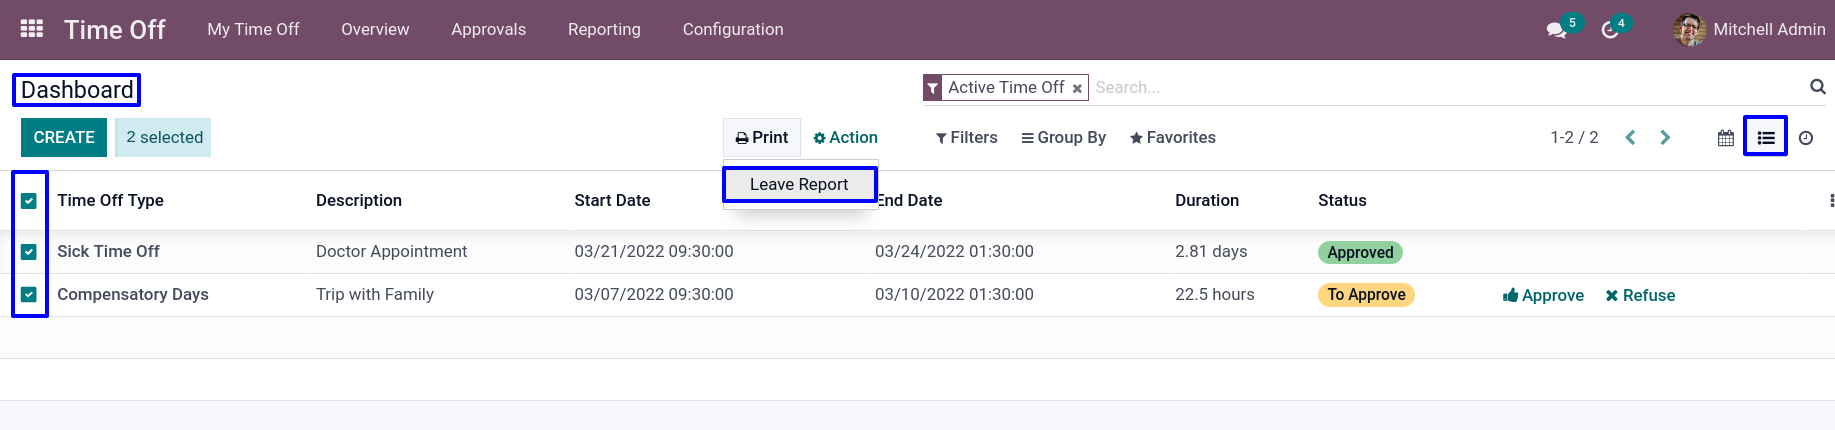 Time Off My Time Off Overview Approvals Reporting Configuration 5 4 Mitchell Admin
Dashboard Active Time Off Search...
CREATE 2 selected Print Action Filters Group By Favorites 1-2 / 2
Leave Report
Time Off Type Description Start Date End Date Duration Status
Sick Time Off Doctor Appointment 03/21/2022 09:30:00 03/24/2022 01:30:00 2.81 days Approved
Compensatory Days Trip with Family 03/07/2022 09:30:00 03/10/2022 01:30:00 22.5 hours To Approve Approve Refuse